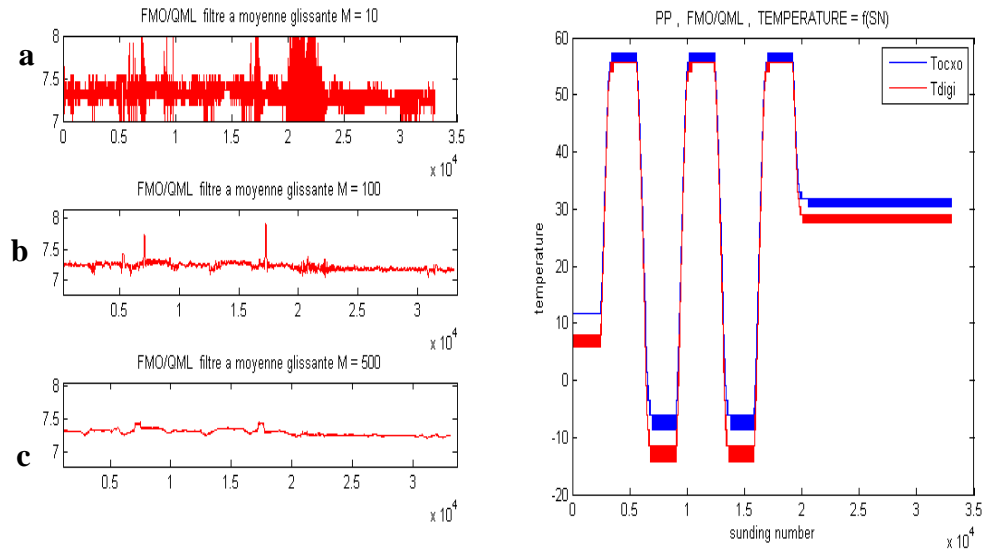 FMO/QML filtre a moyenne glissante M = 10
a
8
7.5
7
0 0.5 1 1.5 2 2.5 3 3.5
x 10^4
FMO/QML filtre a moyenne glissante M = 100
b
8
7.5
7
0.5 1 1.5 2 2.5 3
x 10^4
FMO/QML filtre a moyenne glissante M = 500
8
7.5
7
c
0.5 1 1.5 2 2.5 3
x 10^4
PP , FMO/QML , TEMPERATURE = f(SN)
60
50
40
30
20
10
0
-10
-20
temperature
Tocxo
Tdigi
0 0.5 1 1.5 2 2.5 3 3.5
sunding number
x 10^4